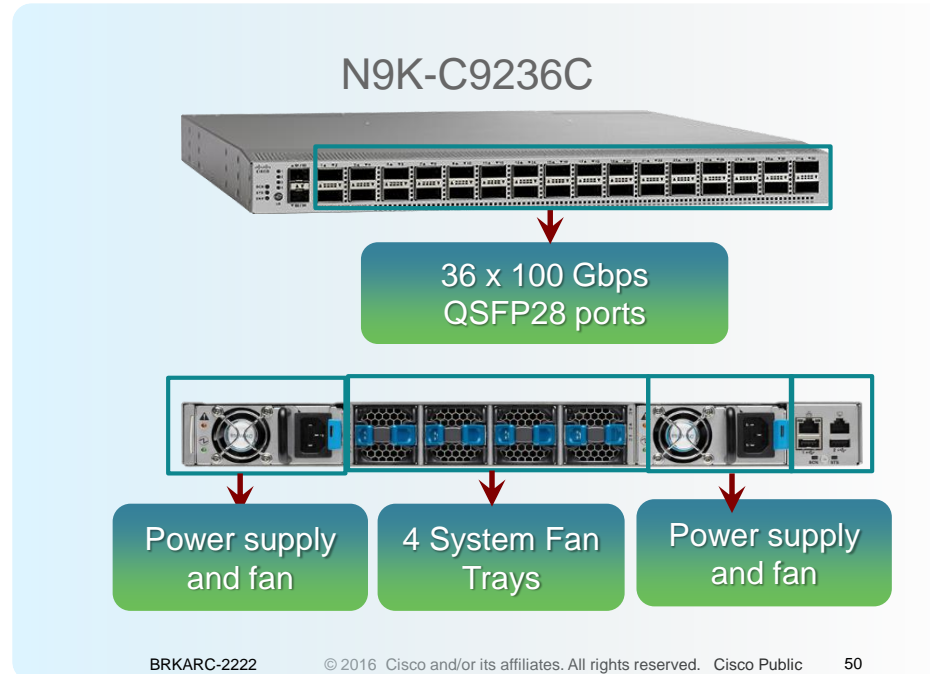 N9K-C9236C
36 x 100 Gbps
QSFP28 ports
Power supply
and fan
4 System Fan
Trays
Power supply
and fan
BRKARC-2222 © 2016 Cisco and/or its affiliates. All rights reserved. Cisco Public 50